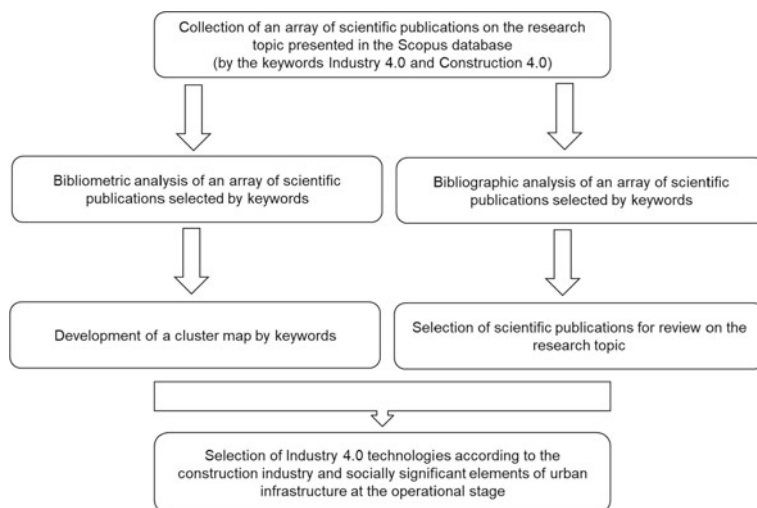 Collection of an array of scientific publications on the research
topic presented in the Scopus database
(by the keywords Industry 4.0 and Construction 4.0)
Bibliometric analysis of an array of scientific
publications selected by keywords
Bibliographic analysis of an array of scientific
publications selected by keywords
Development of a cluster map by keywords
Selection of scientific publications for review on the
research topic
Selection of Industry 4.0 technologies according to the
construction industry and socially significant elements of urban
infrastructure at the operational stage